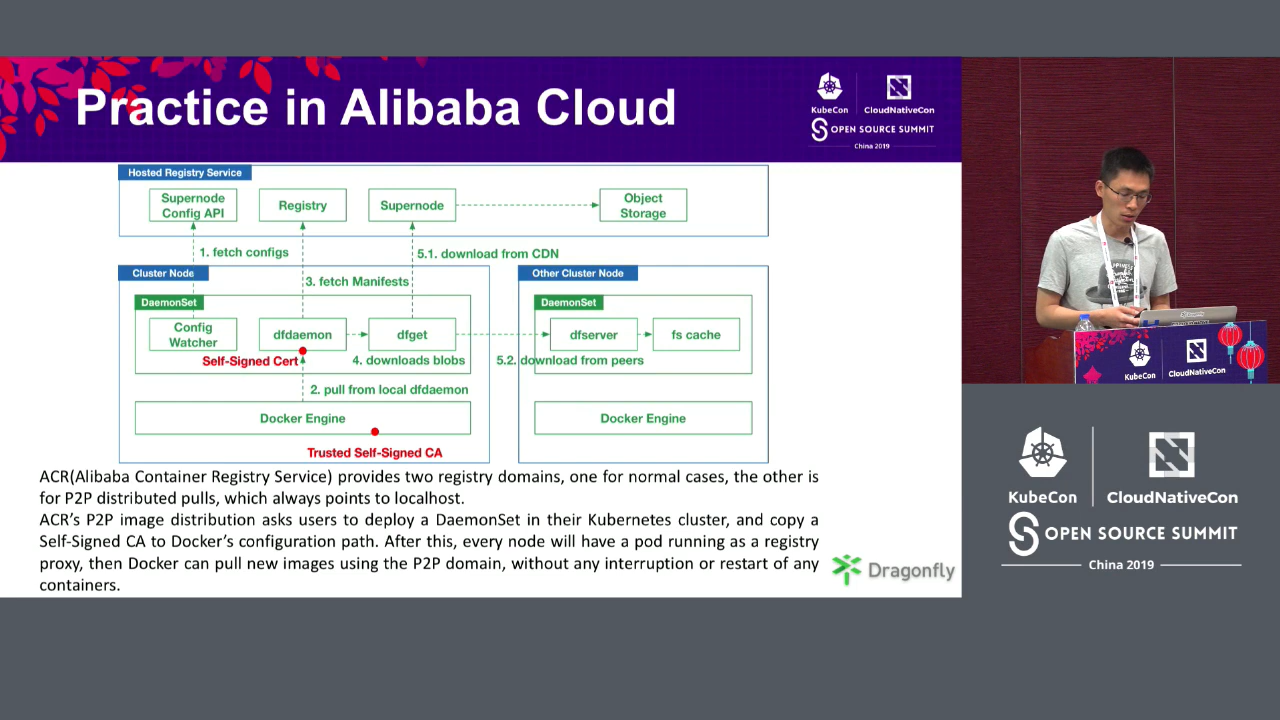 Practice in Alibaba Cloud
KubeCon
CloudNativeCon
OPEN SOURCE SUMMIT
China 2019
Hosted Registry Service
Supernode
Config API
Registry
Supernode
Object
Storage
1. fetch configs
5.1. download from CDN
3. fetch Manifests
Cluster Node
Other Cluster Node
DaemonSet
DaemonSet
Config
Watcher
dfdaemon
dfget
dfserver
fs cache
Self-Signed Cert
4. downloads blobs
5.2. download from peers
2. pull from local dfdaemon
Docker Engine
Docker Engine
Trusted Self-Signed CA
ACR(Alibaba Container Registry Service) provides two registry domains, one for normal cases, the other is
for P2P distributed pulls, which always points to localhost.
ACR’s P2P image distribution asks users to deploy a DaemonSet in their Kubernetes cluster, and copy a
Self-Signed CA to Docker’s configuration path. After this, every node will have a pod running as a registry
proxy, then Docker can pull new images using the P2P domain, without any interruption or restart of any
containers.
Dragonfly
KubeCon
CloudNativeCon
KubeCon
CloudNativeCon
OPEN SOURCE SUMMIT
China 2019